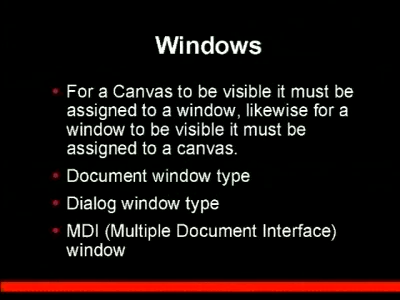 Windows
• For a Canvas to be visible it must be
assigned to a window, likewise for a
window to be visible it must be
assigned to a canvas.
• Document window type
• Dialog window type
• MDI (Multiple Document Interface)
window